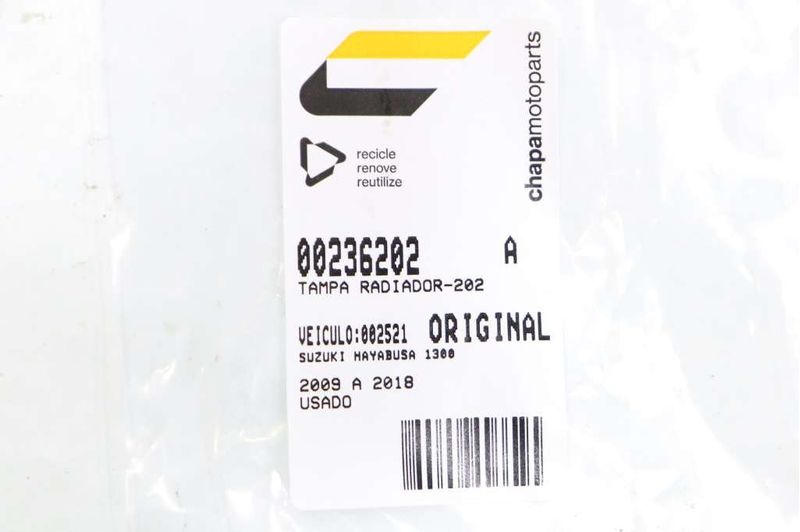 chapamotoparts
recicle
renove
reutilize
00236202 A
TAMPA RADIADOR-202
VEICULO:002521 ORIGINAL
SUZUKI HAYABUSA 1300
2009 A 2018
USADO